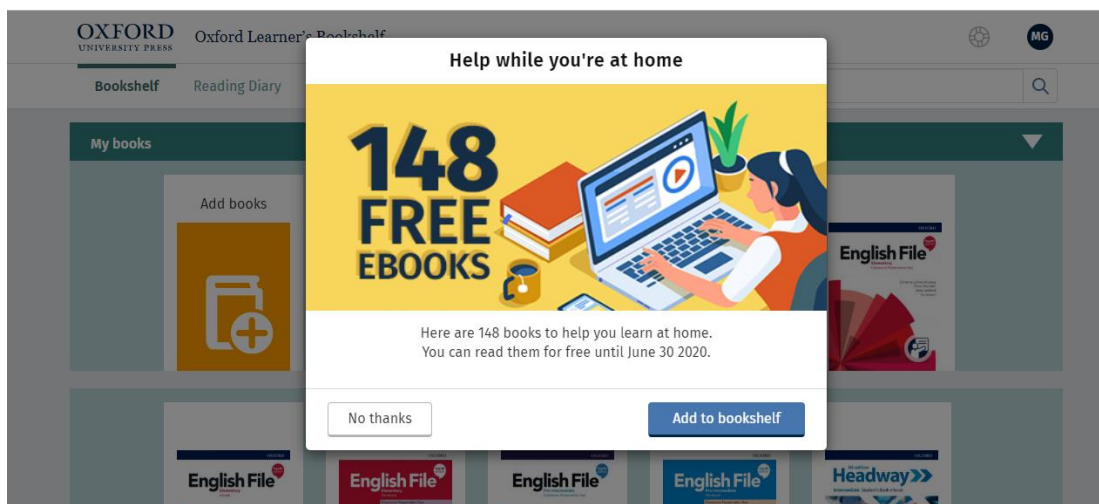 OXFORD
UNIVERSITY PRESS
Oxford Learner's Bookshelf
MG
Bookshelf
Reading Diary
My books
Add books
Help while you're at home
148
FREE
EBOOKS
Here are 148 books to help you learn at home.
You can read them for free until June 30 2020.
No thanks
Add to bookshelf
English File
English File
English File
English File
English File
Headway